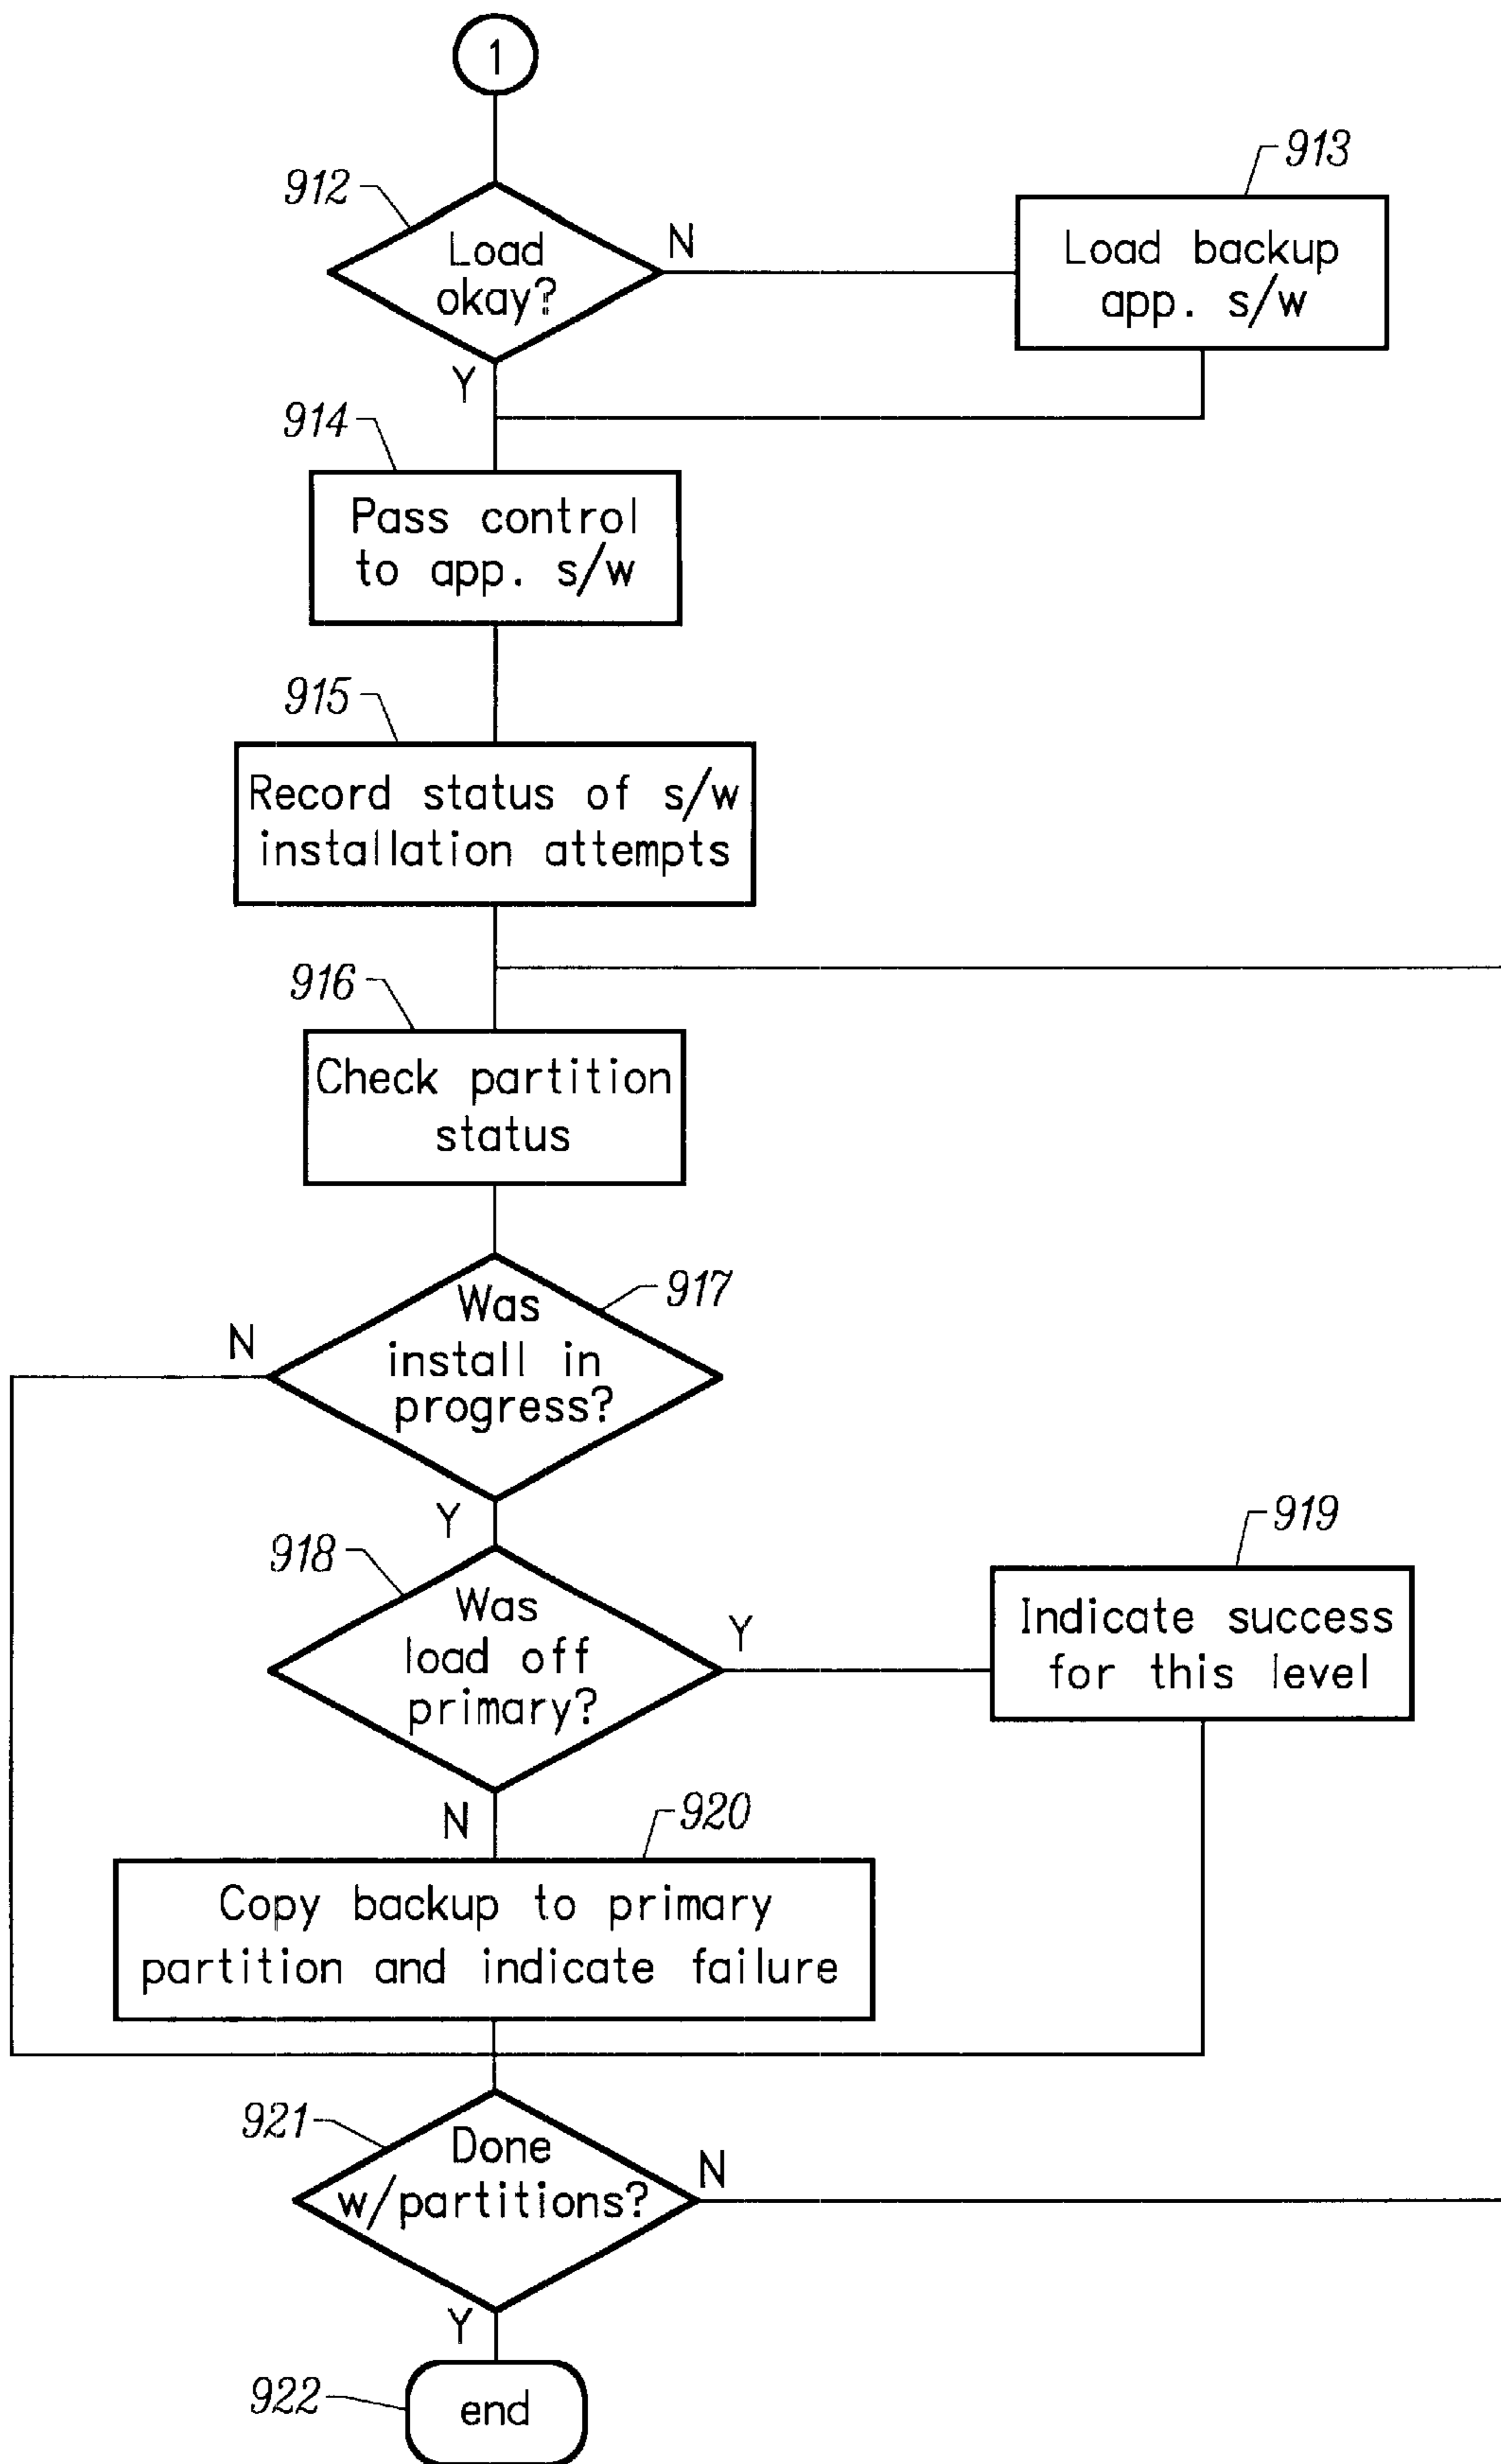 1
912
Load
okay?
N
Y
913
Load backup
app. s/w
914
Pass control
to app. s/w
915
Record status of s/w
installation attempts
916
Check partition
status
917
Was
install in
progress?
N
Y
918
Was
load off
primary?
Y
N
919
Indicate success
for this level
920
Copy backup to primary
partition and indicate failure
921
Done
w/partitions?
N
Y
922
end